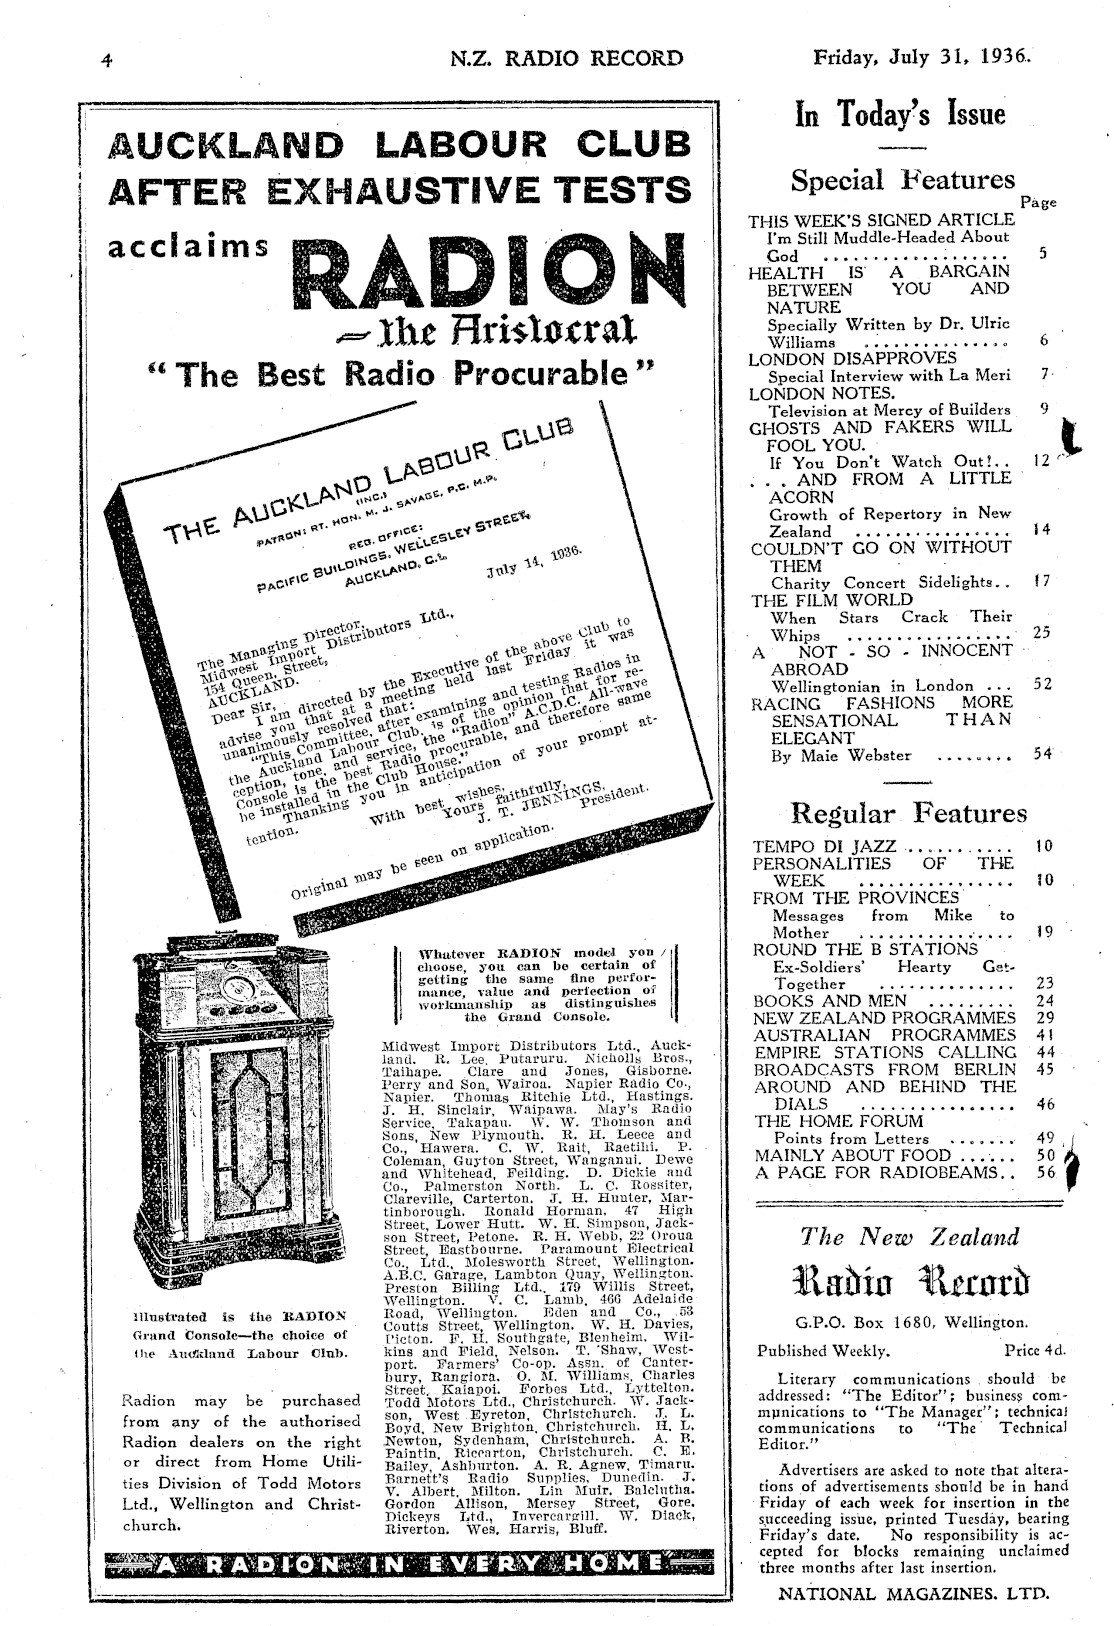 4
N.Z. RADIO RECORD
Friday, July 31, 1936.
AUCKLAND LABOUR CLUB
AFTER EXHAUSTIVE TESTS
acclaims RADION
—the Aristocrat
"The Best Radio Procurable"
THE AUCKLAND LABOUR CLUB
(INC.)
PATRON: RT. HON. M. J. SAVAGE, P.C. M.P.
REG. OFFICE:
PACIFIC BUILDINGS, WELLESLEY STREET,
AUCKLAND, C.1.
July 14, 1936.
The Managing Director,
Midwest Import Distributors Ltd.,
154 Queen, Street,
AUCKLAND.
Dear Sir,
I am directed by the Executive of the above Club to
advise you that at a meeting held last Friday it was
unanimously resolved that:
"This Committee, after examining and testing Radios in
the Auckland Labour Club, is of the opinion that for re-
ception, tone, and service, the "Radion" A.C.D.C. All-wave
Console is the best Radio procurable, and therefore same
be installed in the Club House."
Thanking you in anticipation of your prompt at-
tention.
With best wishes,
Yours faithfully,
J. T. JENNINGS,
President.
Original may be seen on application.
Whatever RADION model you
choose, you can be certain of
getting the same fine perfor-
mance, value and perfection of
workmanship as distinguishes
the Grand Console.
Illustrated is the RADION
Grand Console—the choice of
the Auckland Labour Club.
Radion may be purchased
from any of the authorised
Radion dealers on the right
or direct from Home Utili-
ties Division of Todd Motors
Ltd., Wellington and Christ-
church.
Midwest Import Distributors Ltd., Auck-
land. R. Lee, Putaruru. Nicholls Bros.,
Taihape. Clare and Jones, Gisborne.
Perry and Son, Wairoa. Napier Radio Co.,
Napier. Thomas Ritchie Ltd., Hastings.
J. H. Sinclair, Waipawa. May's Radio
Service, Takapau. W. W. Thomson and
Sons, New Plymouth. R. H. Leece and
Co., Hawera. C. W. Rait, Raetihi. P.
Coleman, Guyton Street, Wanganui. Dewe
and Whitehead, Feilding. D. Dickie and
Co., Palmerston North. L. C. Rossiter,
Clareville, Carterton. J. H. Hunter, Mar-
tinborough. Ronald Horman, 47 High
Street, Lower Hutt. W. H. Simpson, Jack-
son Street, Petone. R. H. Webb, 22 Oroua
Street, Eastbourne. Paramount Electrical
Co., Ltd., Molesworth Street, Wellington.
A.B.C. Garage, Lambton Quay, Wellington.
Preston Billing Ltd., 179 Willis Street,
Wellington. V. C. Lamb, 466 Adelaide
Road, Wellington. Eden and Co., 53
Coutts Street, Wellington. W. H. Davies,
Picton. F. H. Southgate, Blenheim. Wil-
kins and Field, Nelson. T. Shaw, West-
port. Farmers' Co-op. Assn. of Canter-
bury, Rangiora. O. M. Williams, Charles
Street, Kaiapoi. Forbes Ltd., Lyttelton.
Todd Motors Ltd., Christchurch. W. Jack-
son, West Eyreton, Christchurch. J. L.
Boyd, New Brighton, Christchurch. H. L.
Newton, Sydenham, Christchurch. A. B.
Paintin, Riccarton, Christchurch. C. E.
Bailey, Ashburton. A. R. Agnew, Timaru.
Barnett's Radio Supplies, Dunedin. J.
V. Albert, Milton. Lin Muir, Balclutha.
Gordon Allison, Mersey Street, Gore.
Dickeys Ltd., Invercargill. W. Diack,
Riverton. Wes. Harris, Bluff.
A RADION IN EVERY HOME
In Today's Issue
Special Features
Page
THIS WEEK'S SIGNED ARTICLE
I'm Still Muddle-Headed About
God ................... 5
HEALTH IS A BARGAIN
BETWEEN YOU AND
NATURE
Specially Written by Dr. Ulric
Williams ............... 6
LONDON DISAPPROVES
Special Interview with La Meri 7
LONDON NOTES.
Television at Mercy of Builders 9
GHOSTS AND FAKERS WILL
FOOL YOU.
If You Don't Watch Out!.. 12
. . . AND FROM A LITTLE
ACORN
Growth of Repertory in New
Zealand ................ 14
COULDN'T GO ON WITHOUT
THEM
Charity Concert Sidelights.. 17
THE FILM WORLD
When Stars Crack Their
Whips ................. 25
A NOT - SO - INNOCENT
ABROAD
Wellingtonian in London ... 52
RACING FASHIONS MORE
SENSATIONAL THAN
ELEGANT
By Maie Webster ........ 54
Regular Features
TEMPO DI JAZZ ........... 10
PERSONALITIES OF THE
WEEK ................ 10
FROM THE PROVINCES
Messages from Mike to
Mother ................ 19
ROUND THE B STATIONS
Ex-Soldiers' Hearty Get-
Together .............. 23
BOOKS AND MEN ......... 24
NEW ZEALAND PROGRAMMES 29
AUSTRALIAN PROGRAMMES 41
EMPIRE STATIONS CALLING 44
BROADCASTS FROM BERLIN 45
AROUND AND BEHIND THE
DIALS ................ 46
THE HOME FORUM
Points from Letters ....... 49
MAINLY ABOUT FOOD ...... 50
A PAGE FOR RADIOBEAMS.. 56
The New Zealand
Radio Record
G.P.O. Box 1680, Wellington.
Published Weekly. Price 4d.
Literary communications should be
addressed: "The Editor"; business com-
munications to "The Manager"; technical
communications to "The Technical
Editor."
Advertisers are asked to note that altera-
tions of advertisements should be in hand
Friday of each week for insertion in the
succeeding issue, printed Tuesday, bearing
Friday's date. No responsibility is ac-
cepted for blocks remaining unclaimed
three months after last insertion.
NATIONAL MAGAZINES, LTD.